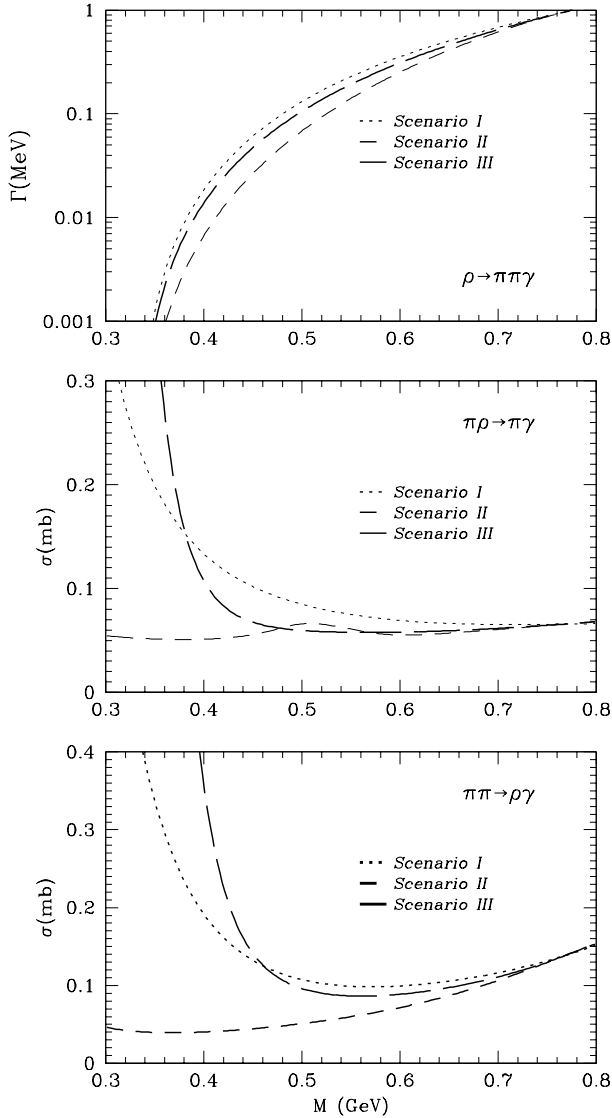 1
0.1
Γ(MeV)
0.01
0.001
Scenario I
Scenario II
Scenario III
ρ→ππγ
0.3 0.4 0.5 0.6 0.7 0.8
0.3
πρ→πγ
0.2
Scenario I
Scenario II
Scenario III
σ(mb)
0.1
0
0.3 0.4 0.5 0.6 0.7 0.8
0.4
ππ→ργ
0.3
Scenario I
Scenario II
Scenario III
0.2
σ(mb)
0.1
0
0.3 0.4 0.5 0.6 0.7 0.8
M (GeV)